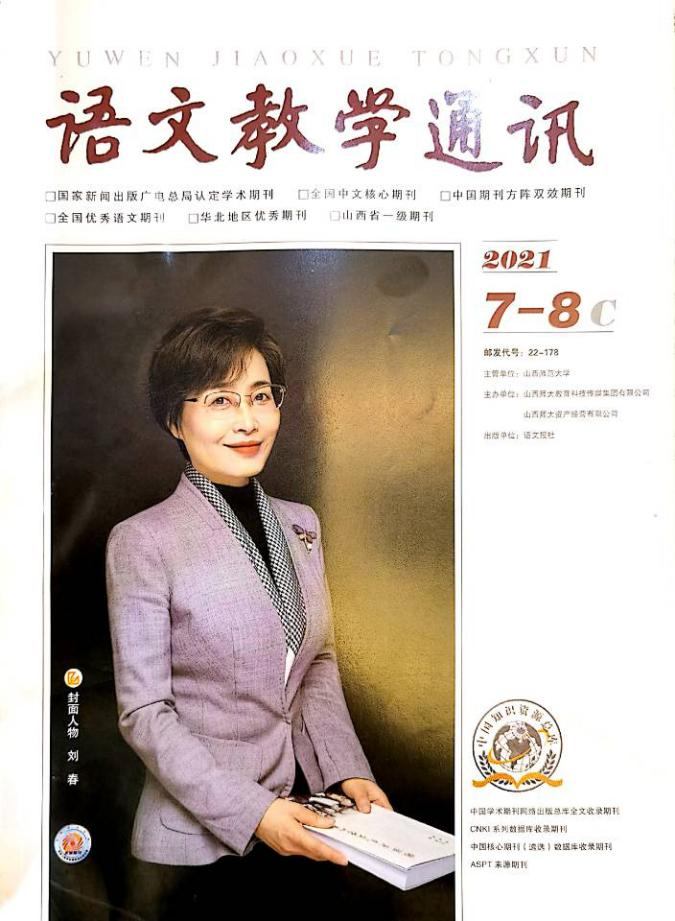 YUWEN JIAOXUE TONGXUN
语文教学通讯
□国家新闻出版广电总局认定学术期刊 □全国中文核心期刊 □中国期刊方阵双效期刊
□全国优秀语文期刊 □华北地区优秀期刊 □山西省一级期刊
2021
7-8C
邮发代号：22-178
主管单位：山西师范大学
主办单位：山西师大教育科技传媒集团有限公司
山西师大资产经营有限公司
出版单位：语文报社
封面人物 刘春
中国知识资源总库
中国学术期刊网络出版总库全文收录期刊
CNKI 系列数据库收录期刊
中国核心期刊（遴选）数据库收录期刊
ASPT 来源期刊